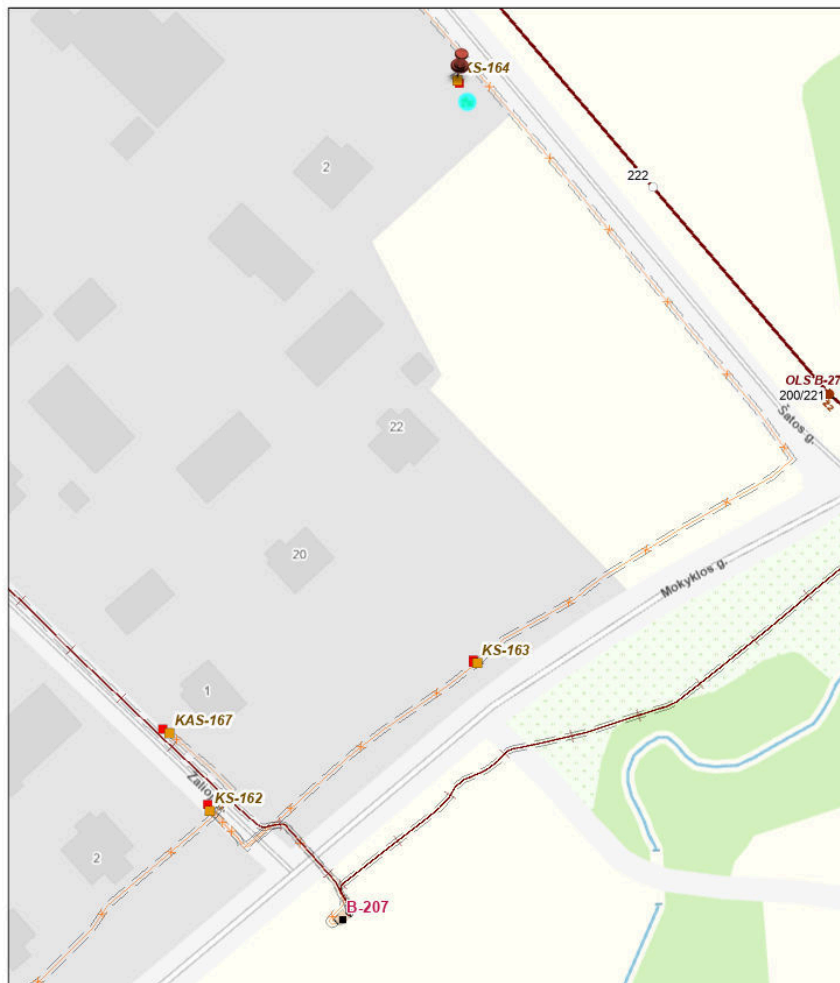 KS-164
2
222
OLS B-27
200/221
22
Šatos g.
22
20
Mokyklos g.
KS-163
1
KAS-167
KS-162
2
B-207